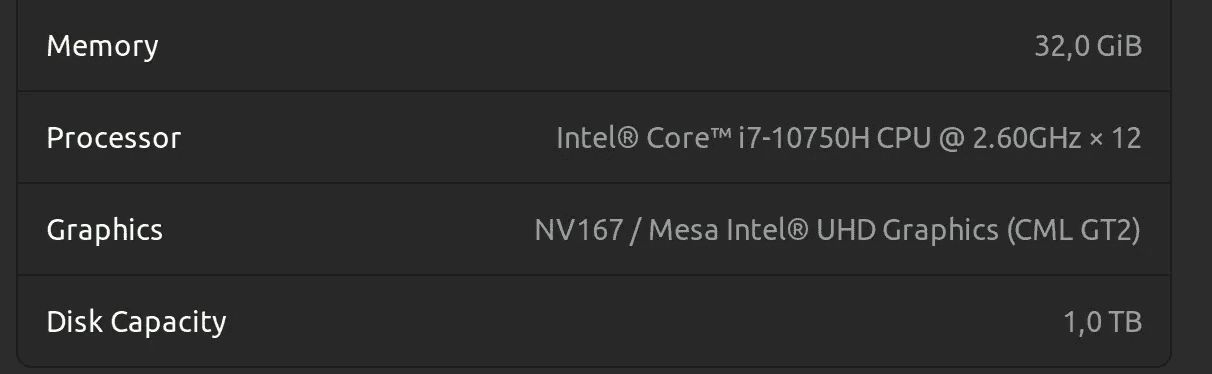 Memory 32,0 GiB
Processor Intel® Core™ i7-10750H CPU @ 2.60GHz × 12
Graphics NV167 / Mesa Intel® UHD Graphics (CML GT2)
Disk Capacity 1,0 TB